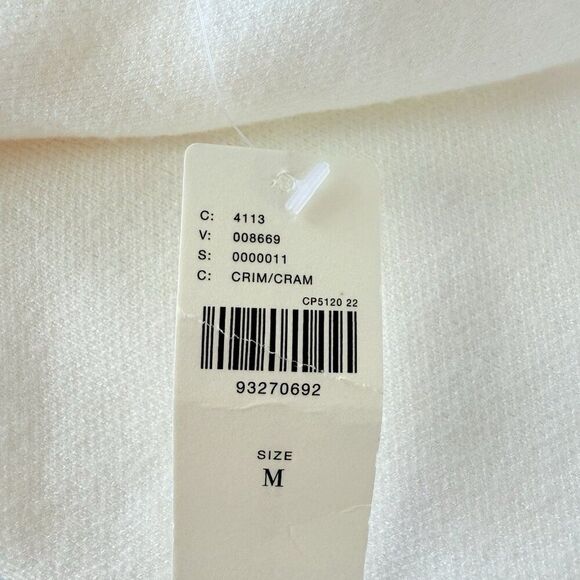 C: 4113
V: 008669
S: 0000011
C: CRIM/CRAM
CP5120 22
93270692
SIZE
M